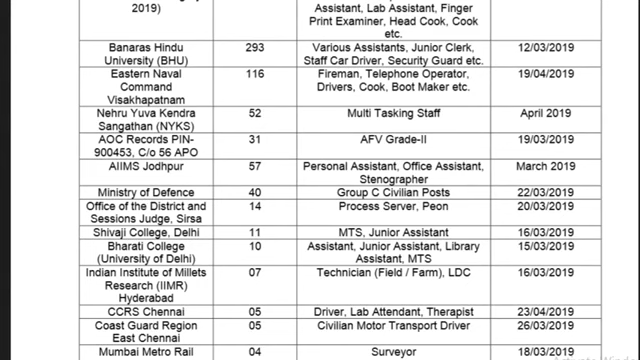 2019)
Assistant, Lab Assistant, Finger
Print Examiner, Head Cook, Cook
etc.
Banaras Hindu
University (BHU)
293
Various Assistants, Junior Clerk,
Staff Car Driver, Security Guard etc.
12/03/2019
Eastern Naval
Command
Visakhapatnam
116
Fireman, Telephone Operator,
Drivers, Cook, Boot Maker etc.
19/04/2019
Nehru Yuva Kendra
Sangathan (NYKS)
52
Multi Tasking Staff
April 2019
AOC Records PIN-
900453, C/o 56 APO
31
AFV Grade-II
19/03/2019
AIIMS Jodhpur
57
Personal Assistant, Office Assistant,
Stenographer
March 2019
Ministry of Defence
40
Group C Civilian Posts
22/03/2019
Office of the District and
Sessions Judge, Sirsa
14
Process Server, Peon
20/03/2019
Shivaji College, Delhi
11
MTS, Junior Assistant
16/03/2019
Bharati College
(University of Delhi)
10
Assistant, Junior Assistant, Library
Assistant, MTS
15/03/2019
Indian Institute of Millets
Research (IIMR)
Hyderabad
07
Technician (Field / Farm), LDC
16/03/2019
CCRS Chennai
05
Driver, Lab Attendant, Therapist
23/04/2019
Coast Guard Region
East Chennai
05
Civilian Motor Transport Driver
26/03/2019
Mumbai Metro Rail
04
Surveyor
18/03/2019